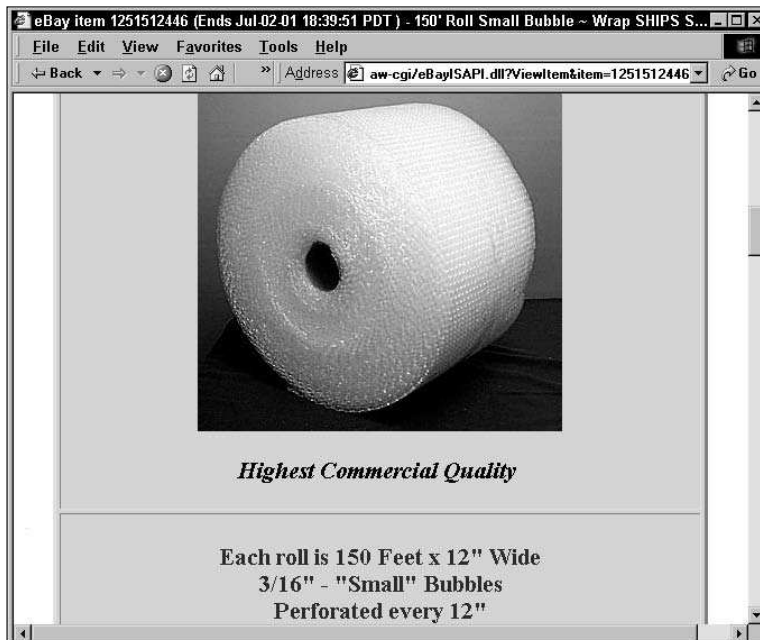 eBay item 1251512446 (Ends Jul-02-01 18:39:51 PDT ) - 150' Roll Small Bubble ~ Wrap SHIPS S...
File Edit View Favorites Tools Help
Back » Address aw-cgi/eBayISAPI.dll?ViewItem&item=1251512446 Go
Highest Commercial Quality
Each roll is 150 Feet x 12" Wide
3/16" - "Small" Bubbles
Perforated every 12"